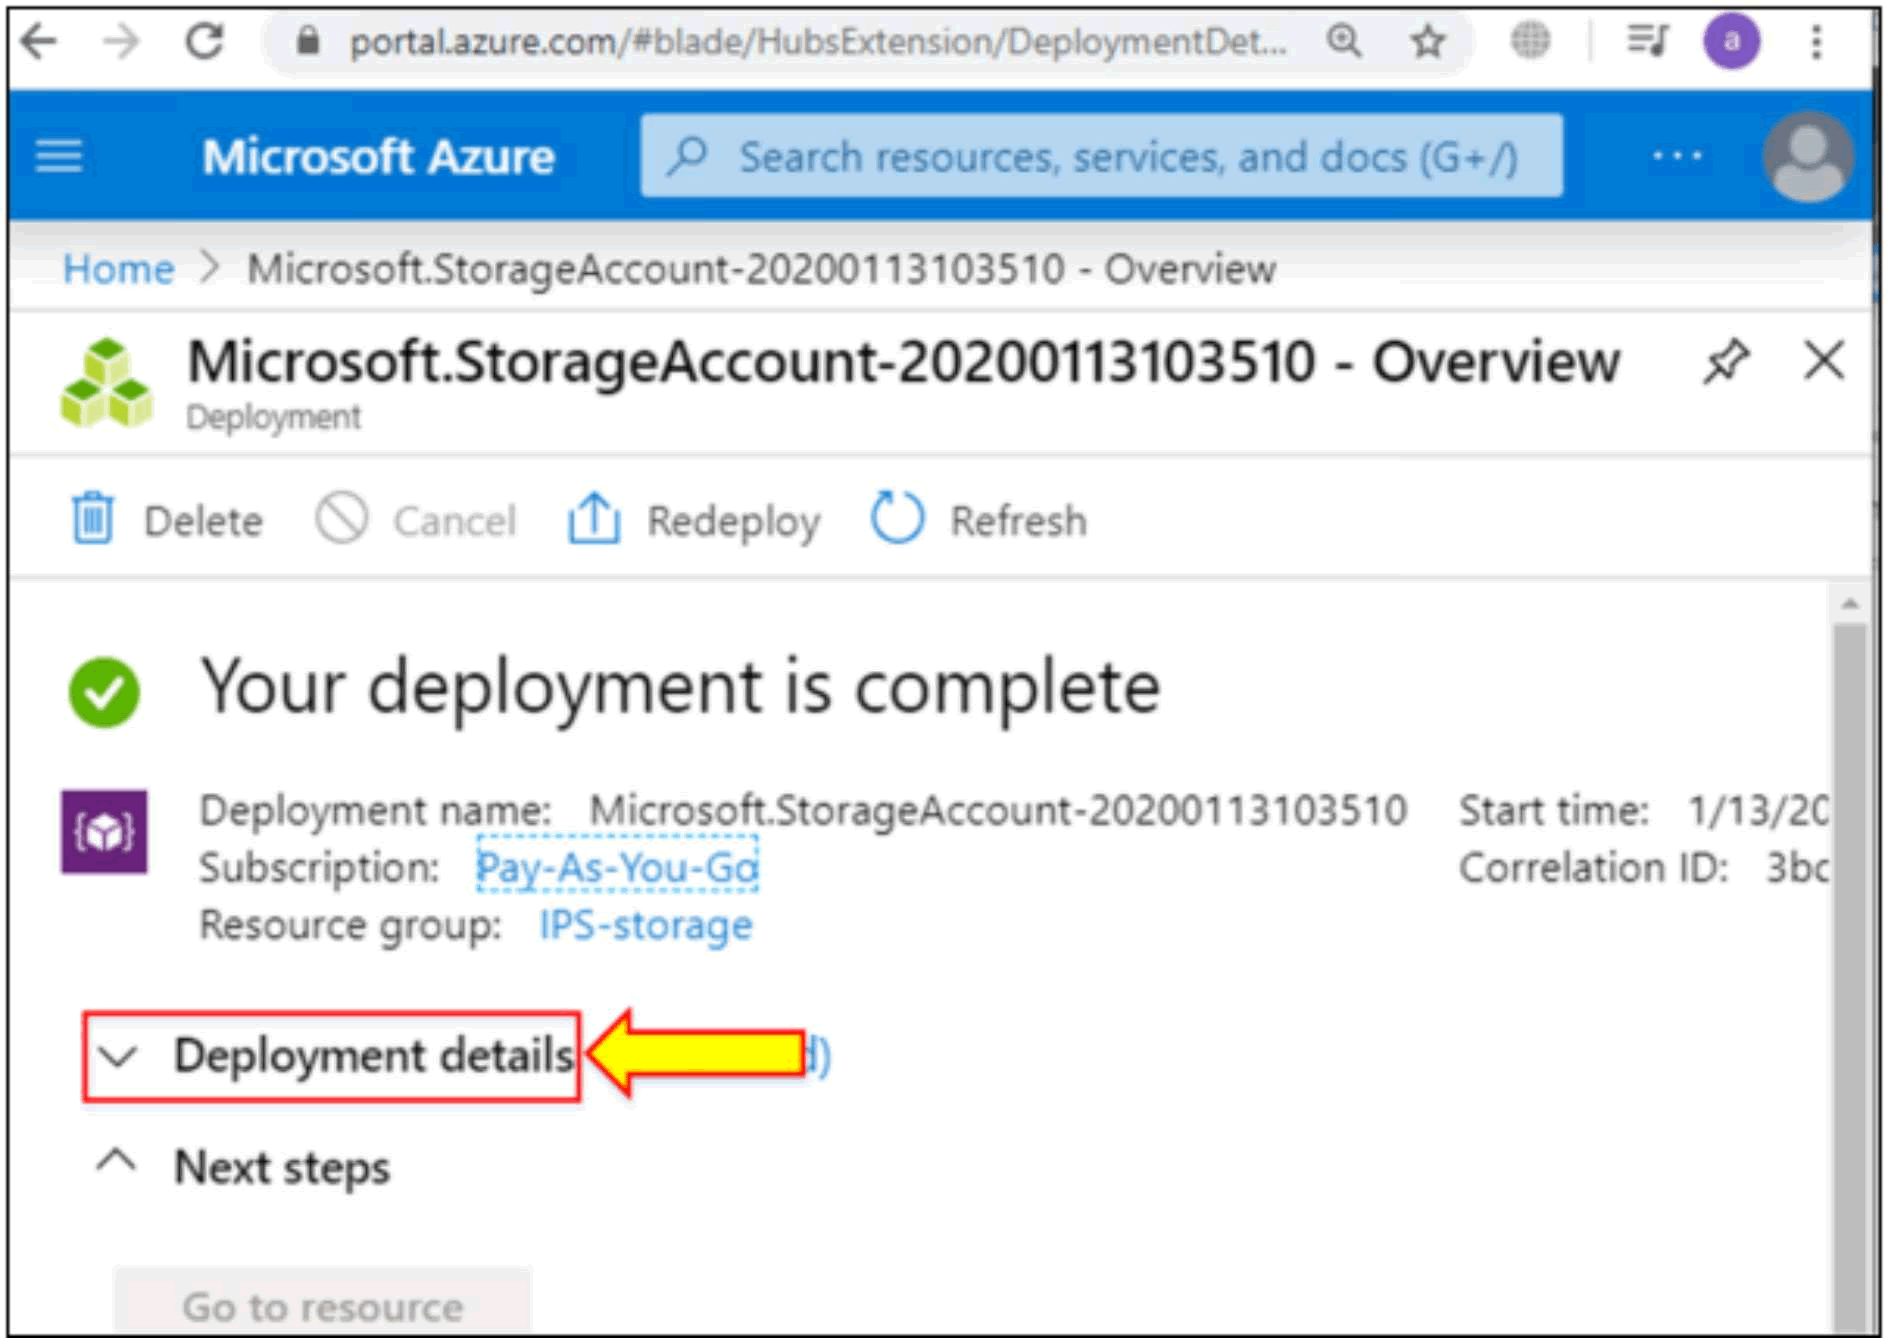 portal.azure.com/#blade/HubsExtension/DeploymentDet...
a
Microsoft Azure
Search resources, services, and docs (G+/)
Home > Microsoft.StorageAccount-20200113103510 - Overview
Microsoft.StorageAccount-20200113103510 - Overview
Deployment
Delete Cancel Redeploy Refresh
Your deployment is complete
Deployment name: Microsoft.StorageAccount-20200113103510 Start time: 1/13/20
Subscription: Pay-As-You-Go Correlation ID: 3bc
Resource group: IPS-storage
Deployment details
Next steps
Go to resource